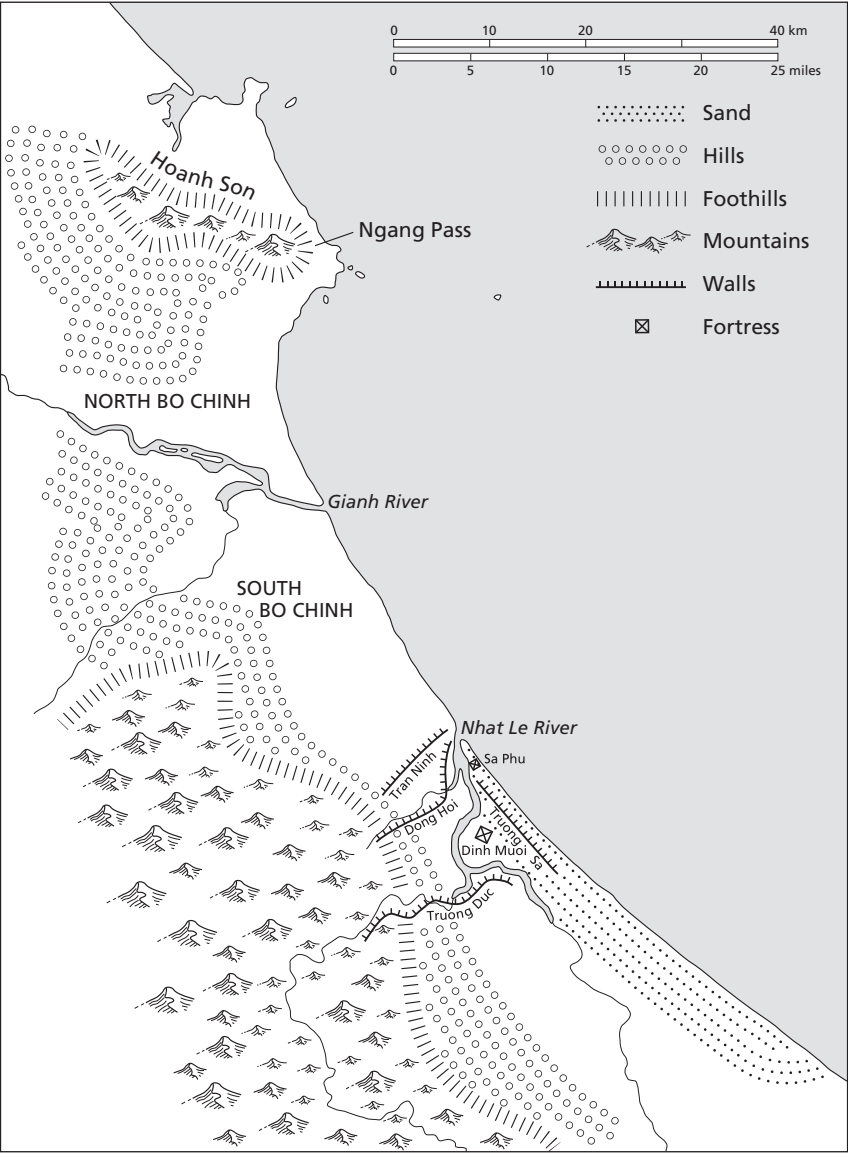 0 10 20 40 km
0 5 10 15 20 25 miles
Sand
Hills
Foothills
Mountains
Walls
Fortress
Hoanh Son
Ngang Pass
NORTH BO CHINH
Gianh River
SOUTH
BO CHINH
Nhat Le River
Sa Phu
Tran Ninh
Dong Hoi
Truong Sa
Dinh Muoi
Truong Duc